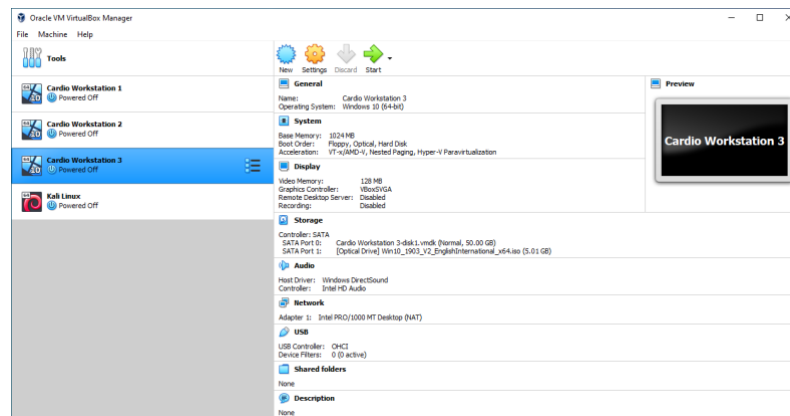 Oracle VM VirtualBox Manager
File Machine Help
Tools
Cardio Workstation 1
Powered Off
Cardio Workstation 2
Powered Off
Cardio Workstation 3
Powered Off
Kali Linux
Powered Off
New Settings Discard Start
General
Name: Cardio Workstation 3
Operating System: Windows 10 (64-bit)
System
Base Memory: 1024 MB
Boot Order: Floppy, Optical, Hard Disk
Acceleration: VT-x/AMD-V, Nested Paging, Hyper-V Paravirtualization
Display
Video Memory: 128 MB
Graphics Controller: VBoxSVGA
Remote Desktop Server: Disabled
Recording: Disabled
Storage
Controller: SATA
SATA Port 0: Cardio Workstation 3-disk1.vmdk (Normal, 50.00 GB)
SATA Port 1: [Optical Drive] Win10_1903_V2_EnglishInternational_x64.iso (5.01 GB)
Audio
Host Driver: Windows DirectSound
Controller: Intel HD Audio
Network
Adapter 1: Intel PRO/1000 MT Desktop (NAT)
USB
USB Controller: OHCI
Device Filters: 0 (0 active)
Shared folders
None
Description
None
Preview
Cardio Workstation 3